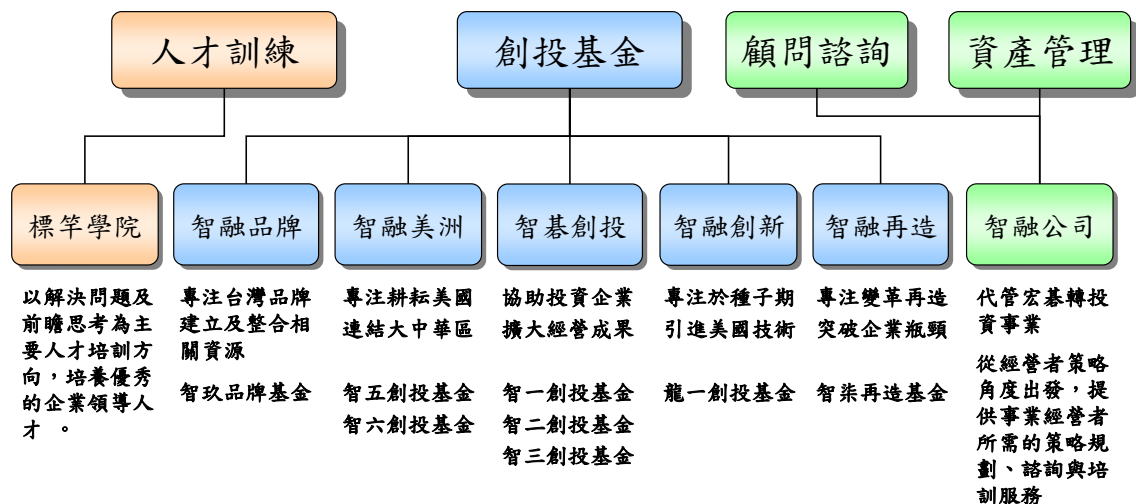 人才訓練
創投基金
顧問諮詢
資產管理
標竿學院
智融品牌
智融美洲
智碁創投
智融創新
智融再造
智融公司
以解決問題及
前瞻思考為主
要人才培訓方
向，培養優秀
的企業領導人
才。
專注台灣品牌
建立及整合相
關資源
智玖品牌基金
專注耕耘美國
連結大中華區
智五創投基金
智六創投基金
協助投資企業
擴大經營成果
智一創投基金
智二創投基金
智三創投基金
專注於種子期
引進美國技術
龍一創投基金
專注變革再造
突破企業瓶頸
智柒再造基金
代管宏碁轉投
資事業
從經營者策略
角度出發，提
供事業經營者
所需的策略規
劃、諮詢與培
訓服務